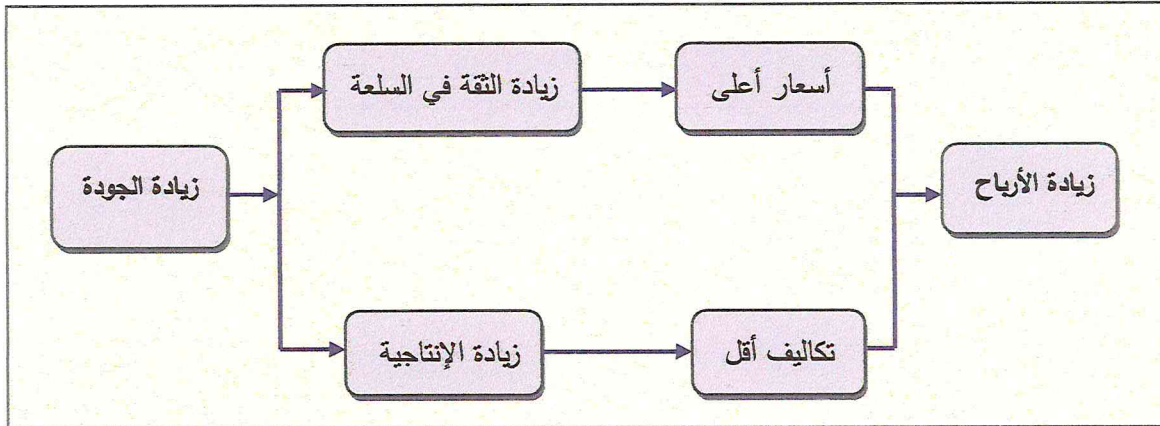 زيادة الجودة
زيادة الثقة في السلعة
أسعار أعلى
زيادة الإنتاجية
تكاليف أقل
زيادة الأرباح